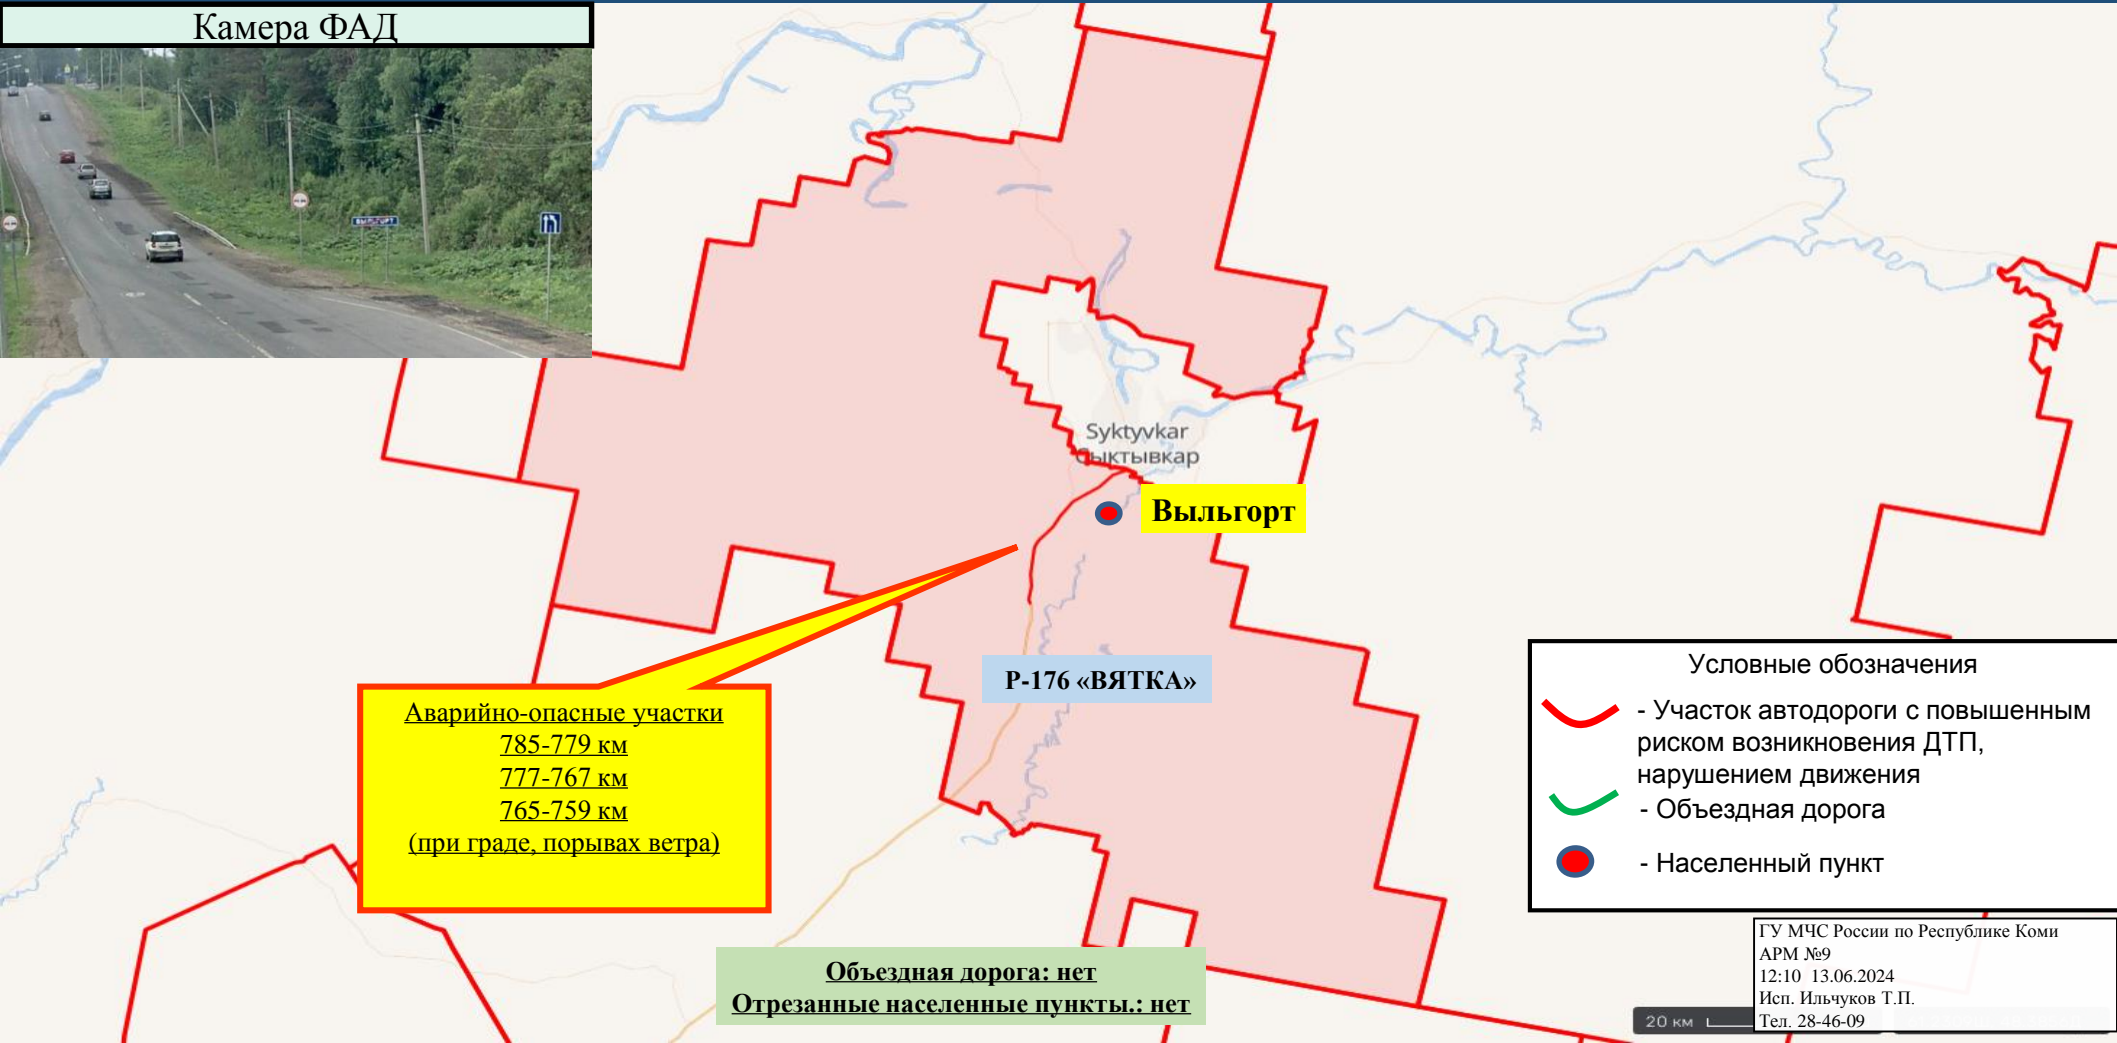 Камера ФАД
ВЫЛЬГОРТ
Syktyvkar
Сыктывкар
Выльгорт
Р-176 «ВЯТКА»
Аварийно-опасные участки
785-779 км
777-767 км
765-759 км
(при граде, порывах ветра)
Условные обозначения
- Участок автодороги с повышенным
риском возникновения ДТП,
нарушением движения
- Объездная дорога
- Населенный пункт
Объездная дорога: нет
Отрезанные населенные пункты.: нет
ГУ МЧС России по Республике Коми
АРМ №9
12:10 13.06.2024
Исп. Ильчуков Т.П.
Тел. 28-46-09
20 км